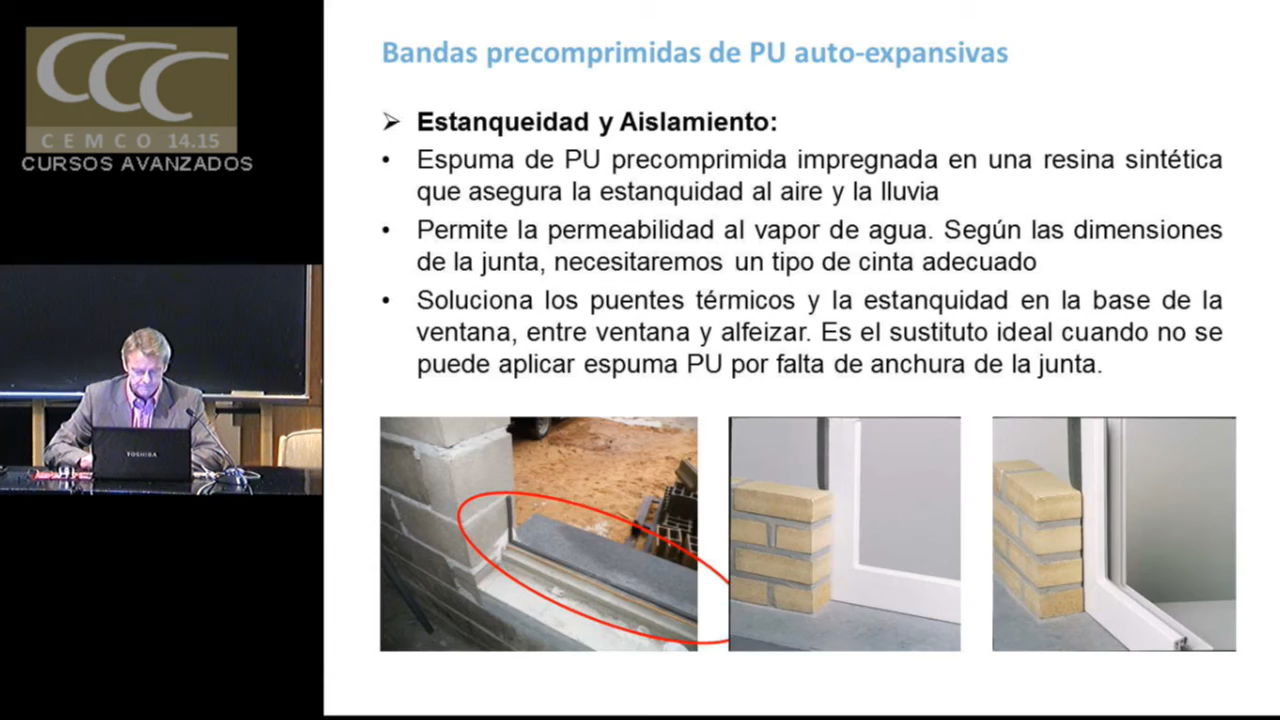 CCC
CEMCO 14.15
CURSOS AVANZADOS
Bandas precomprimidas de PU auto-expansivas
➢ Estanqueidad y Aislamiento:
• Espuma de PU precomprimida impregnada en una resina sintética
que asegura la estanquidad al aire y la lluvia
• Permite la permeabilidad al vapor de agua. Según las dimensiones
de la junta, necesitaremos un tipo de cinta adecuado
• Soluciona los puentes térmicos y la estanquidad en la base de la
ventana, entre ventana y alfeizar. Es el sustituto ideal cuando no se
puede aplicar espuma PU por falta de anchura de la junta.
TOSHIBA